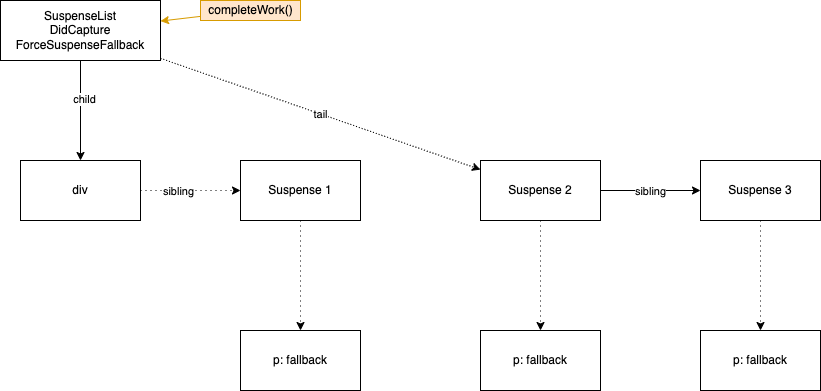 SuspenseList
DidCapture
ForceSuspenseFallback
completeWork()
child
tail
div
sibling
Suspense 1
Suspense 2
sibling
Suspense 3
p: fallback
p: fallback
p: fallback